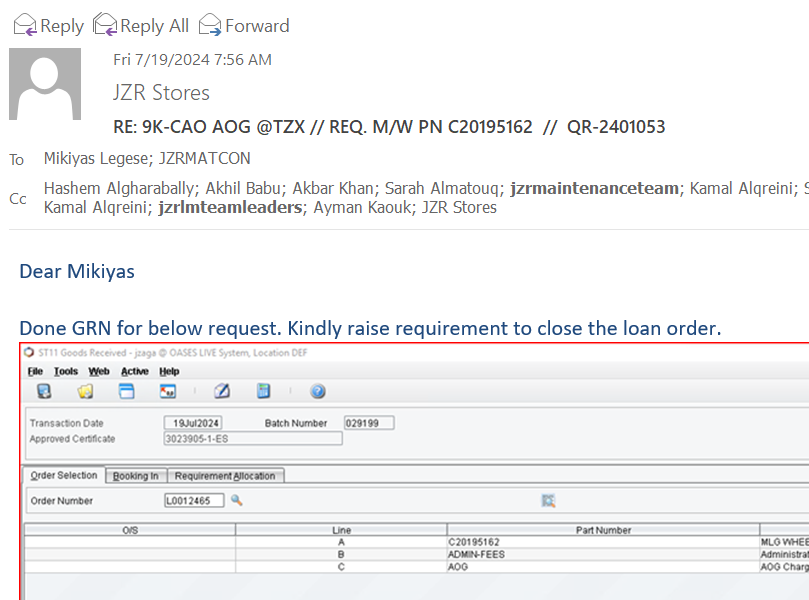 Reply Reply All Forward
Fri 7/19/2024 7:56 AM
JZR Stores
RE: 9K-CAO AOG @TZX // REQ. M/W PN C20195162 // QR-2401053
To Mikiyas Legese; JZRMATCON
Cc Hashem Algharabally; Akhil Babu; Akbar Khan; Sarah Almatouq; jzrmaintenanceteam; Kamal Alqreini; S
Kamal Alqreini; jzrlmteamleaders; Ayman Kaouk; JZR Stores
Dear Mikiyas
Done GRN for below request. Kindly raise requirement to close the loan order.
ST11 Goods Received - jzaga @ OASES LIVE System, Location DEF
File Tools Web Active Help
Transaction Date 19Jul2024 Batch Number 029199
Approved Certificate 3023905-1-ES
Order Selection Booking In Requirement Allocation
Order Number L0012465
O/S Line Part Number
A C20195162 MLG WHEE
B ADMIN-FEES Administrat
C AOG AOG Charg